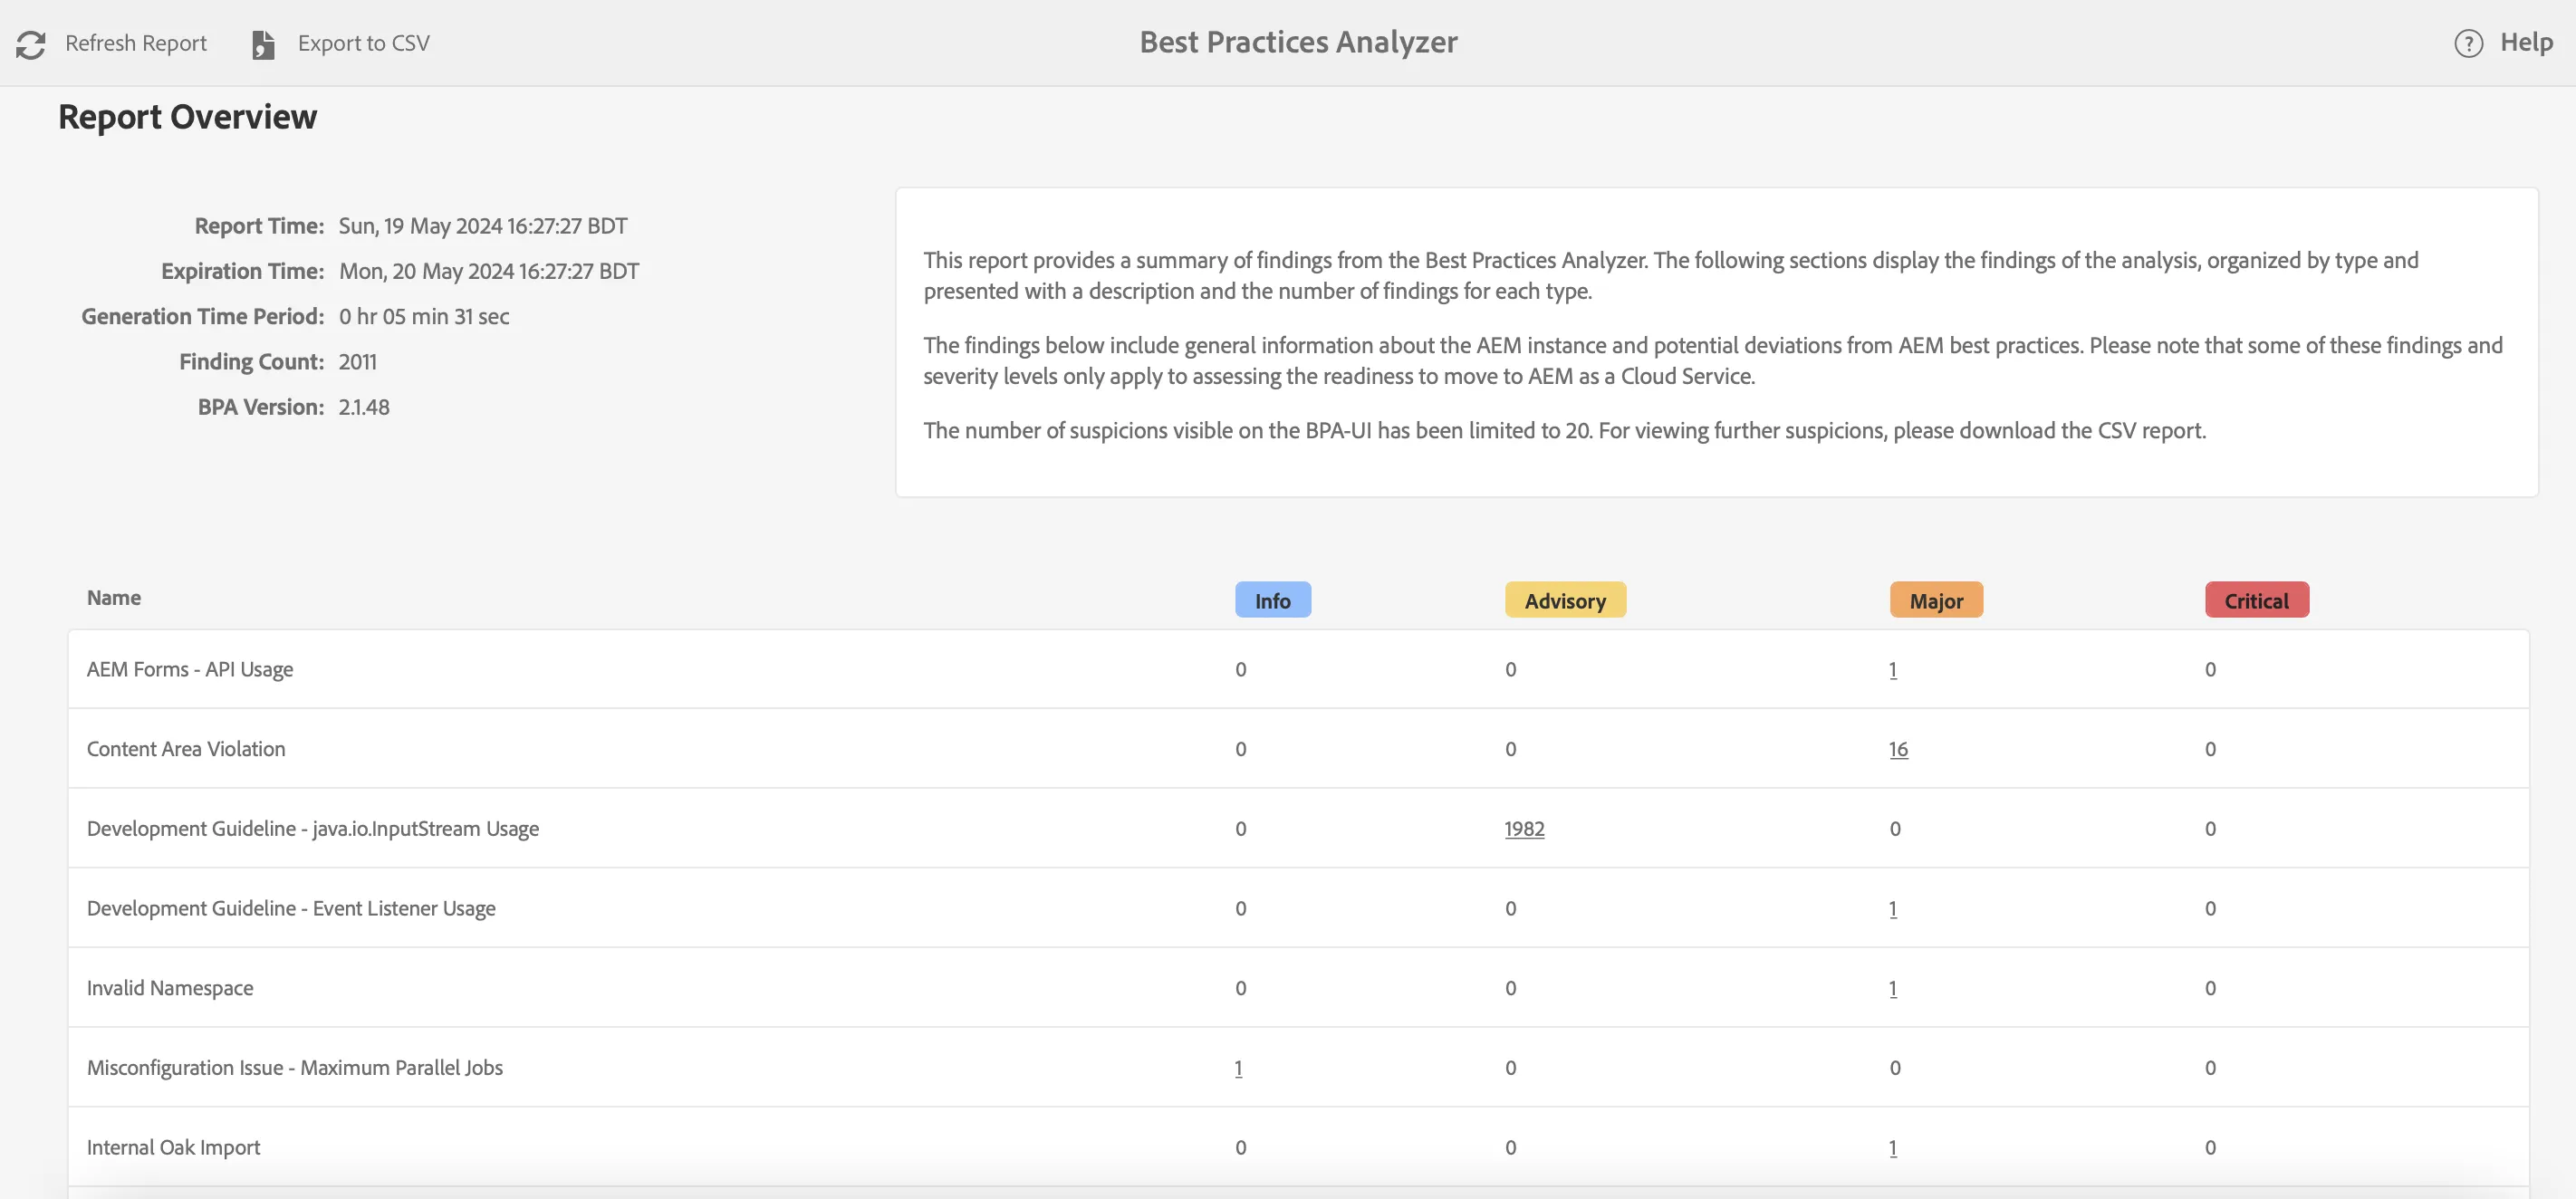 Refresh Report Export to CSV Best Practices Analyzer ? Help
Report Overview
Report Time: Sun, 19 May 2024 16:27:27 BDT
Expiration Time: Mon, 20 May 2024 16:27:27 BDT
Generation Time Period: 0 hr 05 min 31 sec
Finding Count: 2011
BPA Version: 2.1.48
This report provides a summary of findings from the Best Practices Analyzer. The following sections display the findings of the analysis, organized by type and
presented with a description and the number of findings for each type.
The findings below include general information about the AEM instance and potential deviations from AEM best practices. Please note that some of these findings and
severity levels only apply to assessing the readiness to move to AEM as a Cloud Service.
The number of suspicions visible on the BPA-UI has been limited to 20. For viewing further suspicions, please download the CSV report.
Name Info Advisory Major Critical
AEM Forms - API Usage 0 0 1 0
Content Area Violation 0 0 16 0
Development Guideline - java.io.InputStream Usage 0 1982 0 0
Development Guideline - Event Listener Usage 0 0 1 0
Invalid Namespace 0 0 1 0
Misconfiguration Issue - Maximum Parallel Jobs 1 0 0 0
Internal Oak Import 0 0 1 0